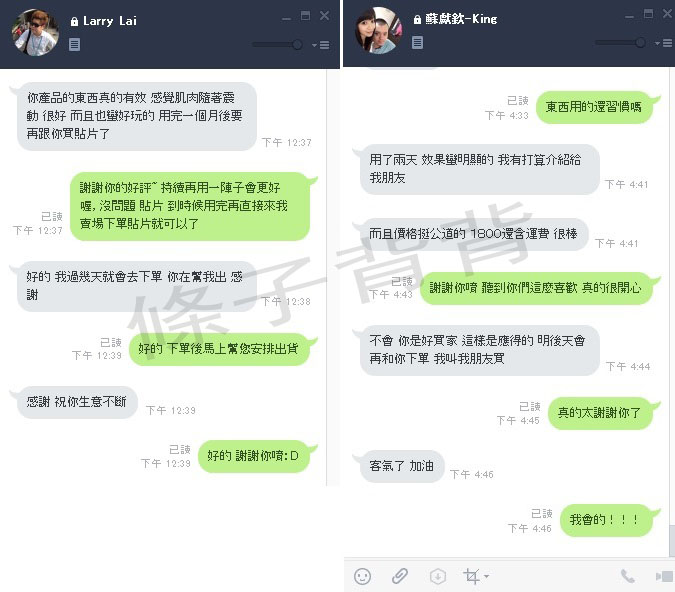 Larry Lai
你產品的東西真的有效 感覺肌肉隨著震
動 很好 而且也蠻好玩的 用完一個月後要
再跟你買貼片了
下午 12:37
謝謝你的好評~ 持續再用一陣子會更好
喔, 沒問題 貼片 到時候用完再直接來我
賣場下單貼片就可以了
已讀
下午 12:37
好的 我過幾天就會去下單 你在幫我出 感
謝
下午 12:38
好的 下單後馬上幫您安排出貨
已讀
下午 12:39
感謝 祝你生意不斷
下午 12:39
好的 謝謝你唷:D
已讀
下午 12:39
蘇獻欽-King
東西用的還習慣嗎
已讀
下午 4:33
用了兩天 效果蠻明顯的 我有打算介紹給
我朋友
下午 4:41
而且價格挺公道的 1800還含運費 很棒
下午 4:41
謝謝你唷 聽到你們這麼喜歡 真的很開心
已讀
下午 4:43
不會 你是好買家 這樣是應得的 明後天會
再和你下單 我叫我朋友買
下午 4:44
真的太謝謝你了
已讀
下午 4:45
客氣了 加油
下午 4:46
我會的！！！
已讀
下午 4:46
條子背背